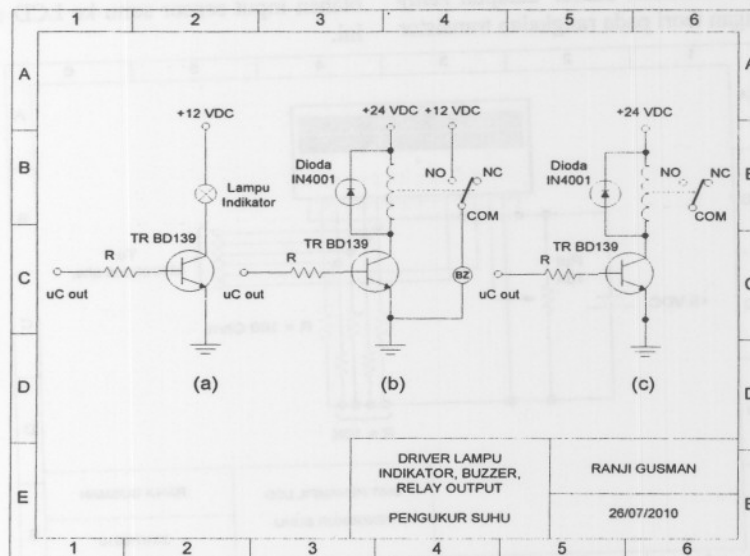 1 2 3 4 5 6
A
B
C
D
E
A
+12 VDC
Lampu
Indikator
TR BD139
R
uC out
(a)
+24 VDC +12 VDC
Dioda
IN4001
NO NC
COM
TR BD139
R
BZ
uC out
(b)
+24 VDC
Dioda
IN4001
NO NC
COM
TR BD139
R
uC out
(c)
DRIVER LAMPU
INDIKATOR, BUZZER,
RELAY OUTPUT
PENGUKUR SUHU
RANJI GUSMAN
26/07/2010
1 2 3 4 5 6